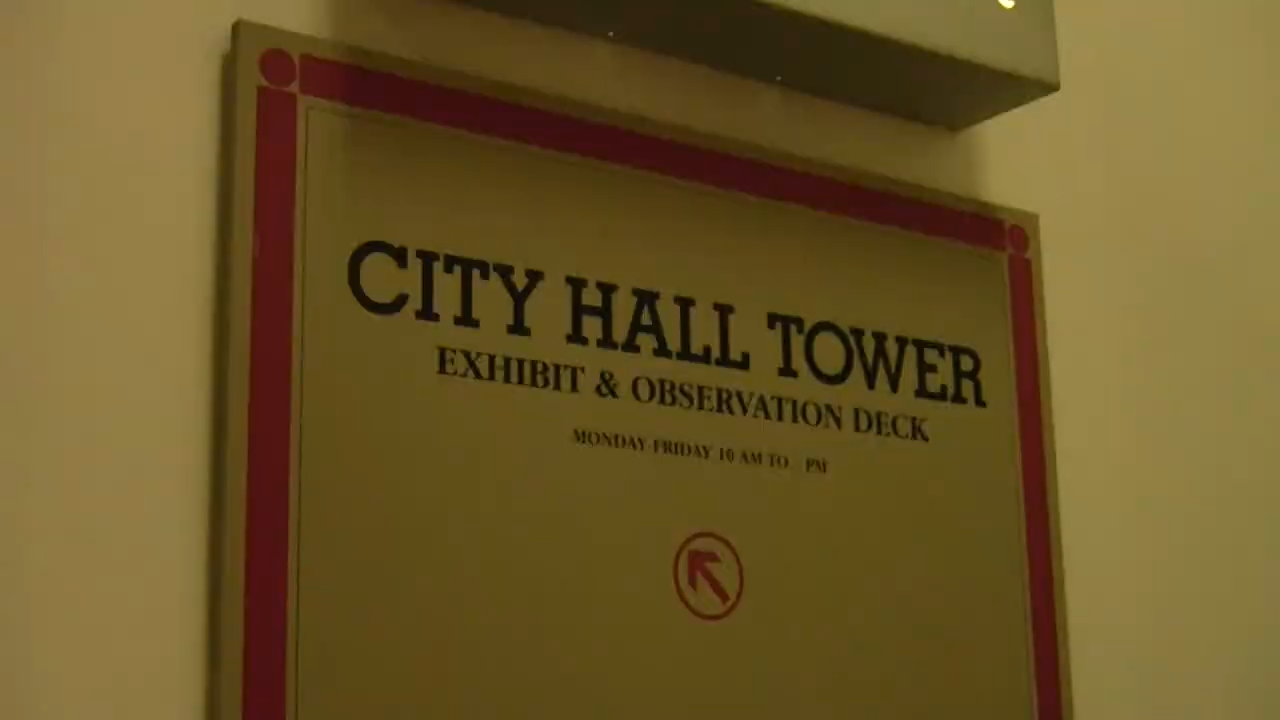 CITY HALL TOWER
EXHIBIT & OBSERVATION DECK
MONDAY-FRIDAY 10 AM TO PM